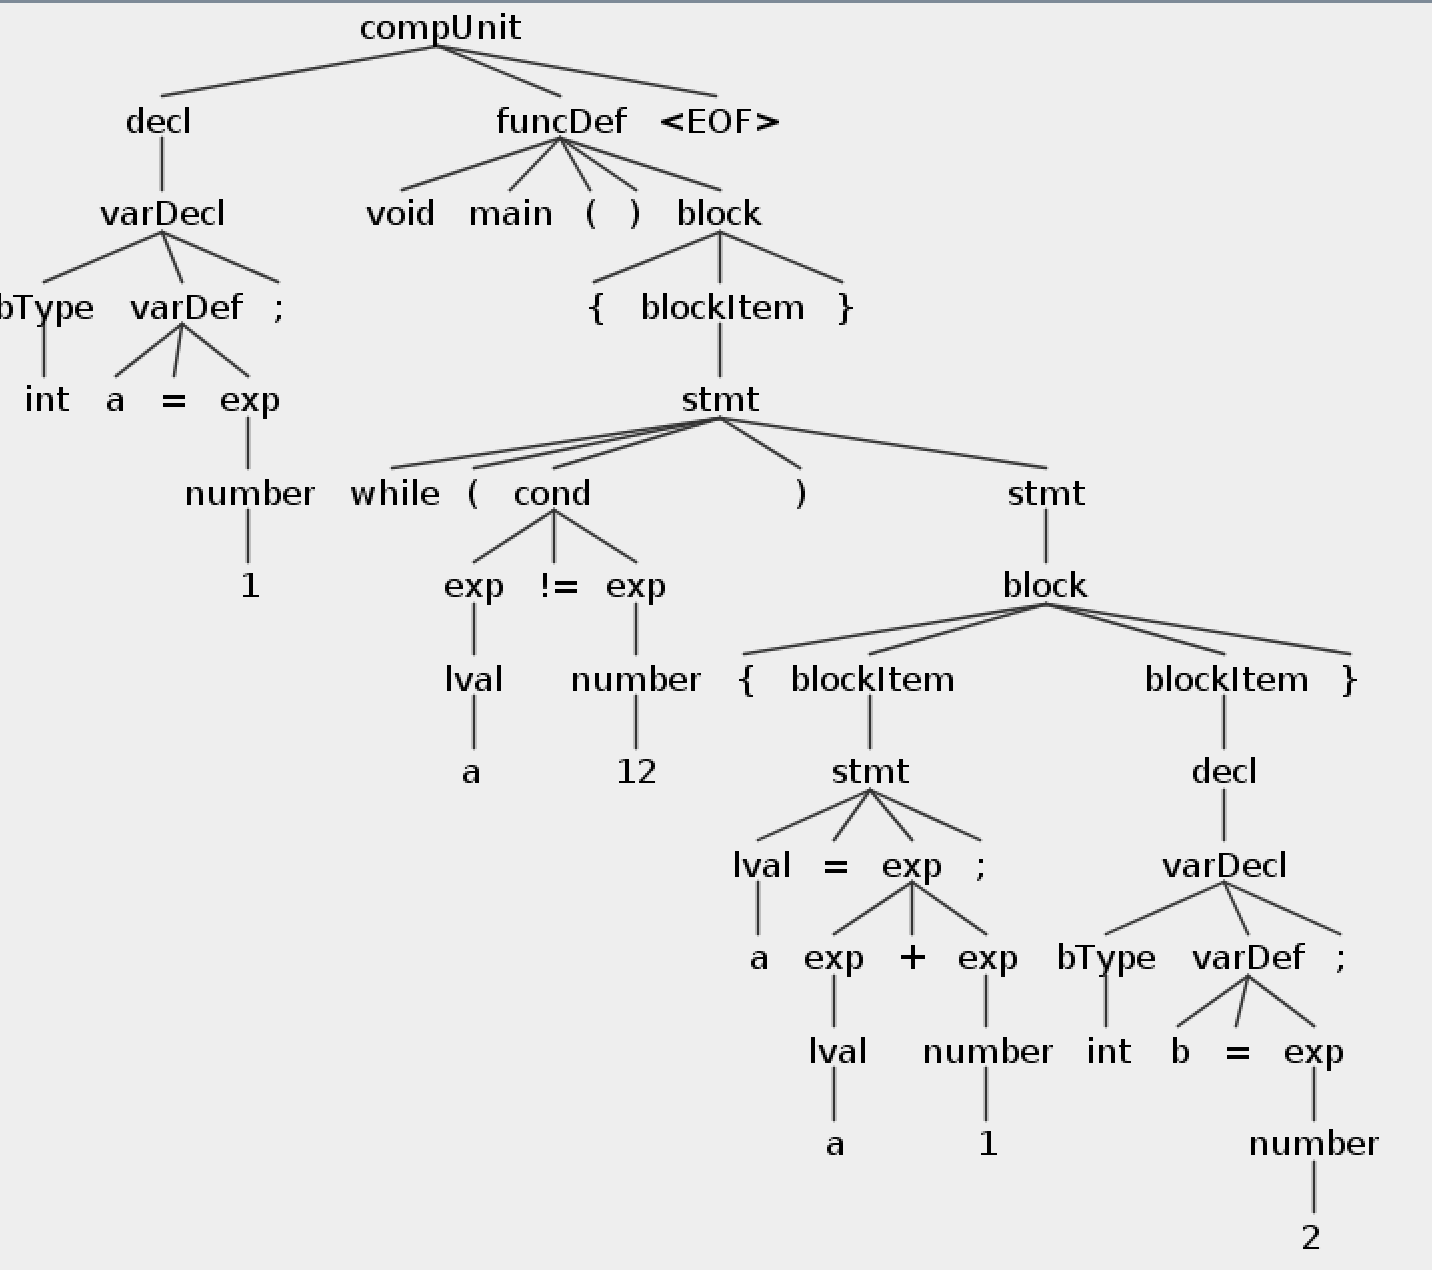 compUnit
decl funcDef <EOF>
varDecl void main ( ) block
bType varDef ; { blockItem }
int a = exp stmt
number while ( cond ) stmt
1 exp != exp block
lval number { blockItem blockItem }
a 12 stmt decl
lval = exp ; varDecl
a exp + exp bType varDef ;
lval number int b = exp
a 1 number
2